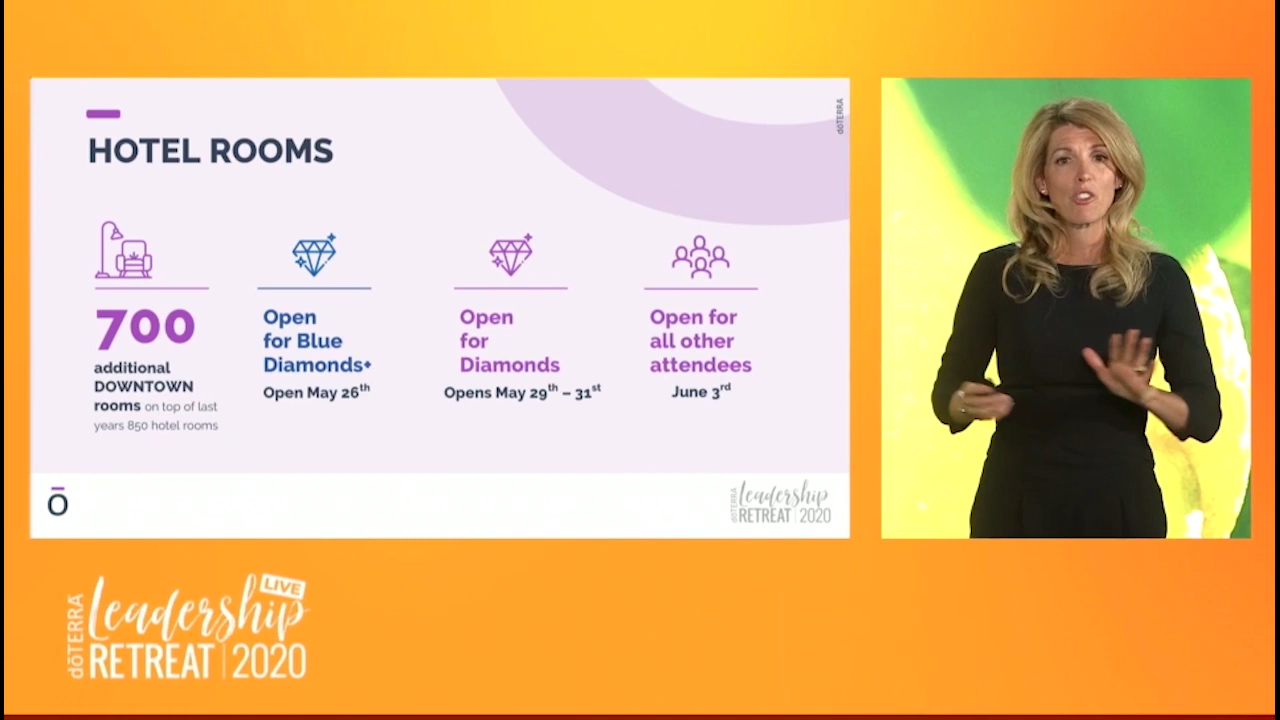 HOTEL ROOMS
dōTERRA
700
additional
DOWNTOWN
rooms on top of last
years 850 hotel rooms
Open
for Blue
Diamonds+
Open May 26th
Open
for
Diamonds
Opens May 29th – 31st
Open for
all other
attendees
June 3rd
ō
dōTERRA
Leadership
RETREAT | 2020
dōTERRA
Leadership
LIVE
RETREAT | 2020